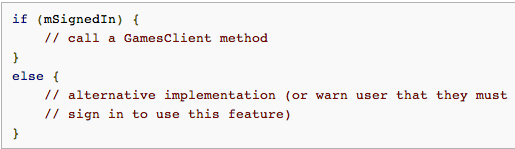 if (mSignedIn) {
    // call a GamesClient method
}
else {
    // alternative implementation (or warn user that they must
    // sign in to use this feature)
}